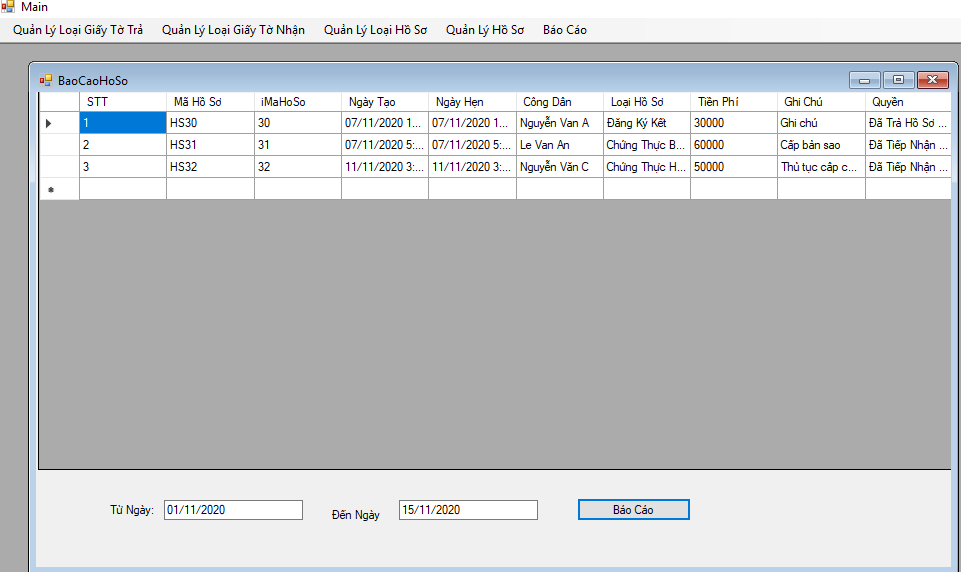 Main
Quản Lý Loại Giấy Tờ Trả Quản Lý Loại Giấy Tờ Nhận Quản Lý Loại Hồ Sơ Quản Lý Hồ Sơ Báo Cáo
BaoCaoHoSo
STT Mã Hồ Sơ iMaHoSo Ngày Tạo Ngày Hẹn Công Dân Loại Hồ Sơ Tiền Phí Ghi Chú Quyền
1 HS30 30 07/11/2020 1... 07/11/2020 1... Nguyễn Van A Đăng Ký Kết 30000 Ghi chú Đã Trả Hồ Sơ ...
2 HS31 31 07/11/2020 5:... 07/11/2020 5:... Le Van An Chứng Thực B... 60000 Cấp bản sao Đã Tiếp Nhận ...
3 HS32 32 11/11/2020 3:... 11/11/2020 3:... Nguyễn Văn C Chứng Thực H... 50000 Thủ tục cấp c... Đã Tiếp Nhận ...
Từ Ngày: 01/11/2020 Đến Ngày 15/11/2020 Báo Cáo